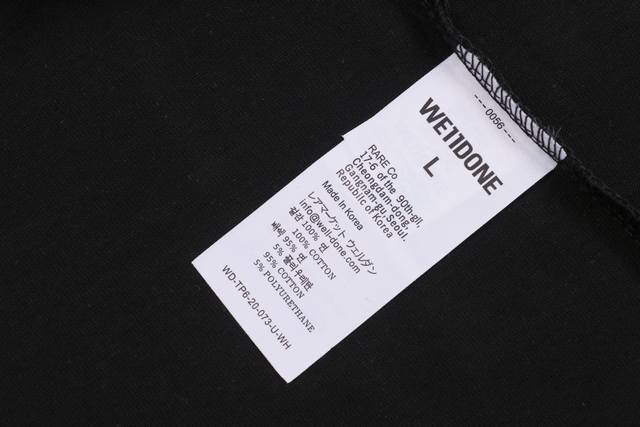 ---0056---
WE11DONE
L
RARE Co
17-6 of the 90th-gil,
Cheongdam-dong,
Gangnam-gu, Seoul.
Republic of Korea
Made in Korea
レアマーケット ウェルダン
info@well-done.com
겉감 100% 면
100% COTTON
배색 95% 면
5% 폴리우레탄
95% COTTON
5% POLYURETHANE
WD-TP6-20-073-U-WH